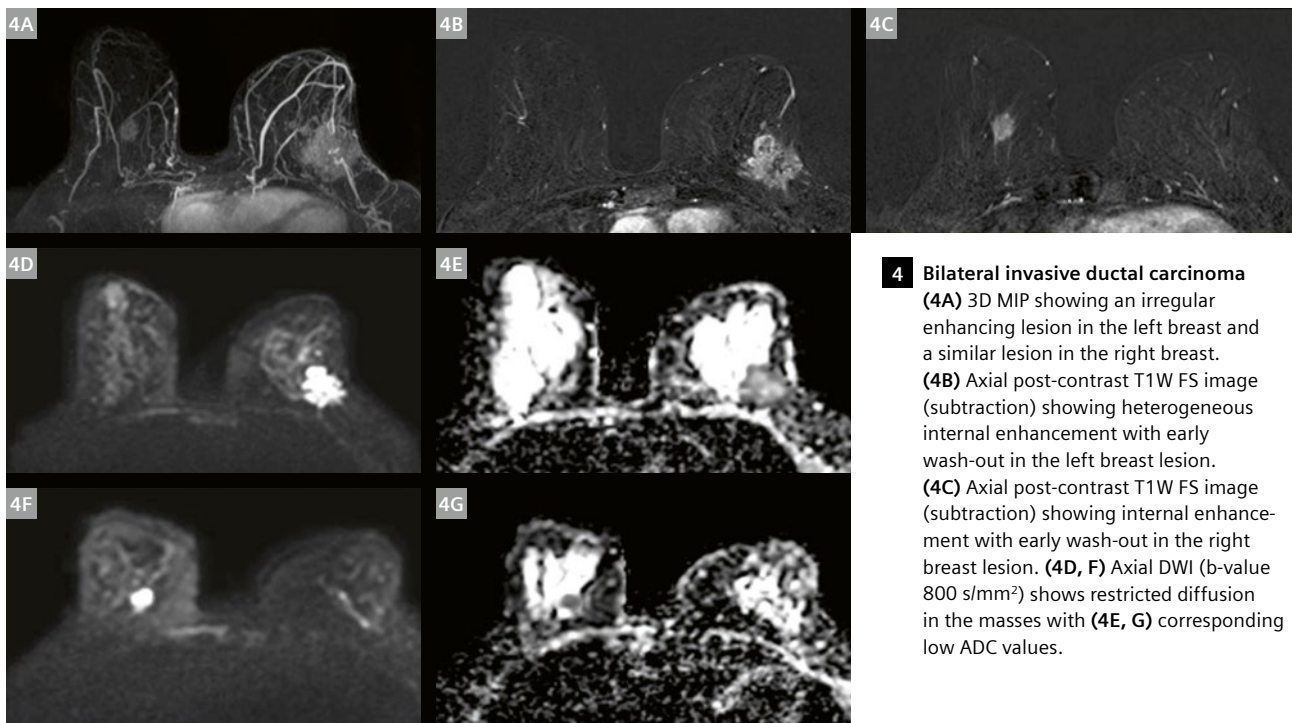 4A
4B
4C
4D
4E
4 Bilateral invasive ductal carcinoma
(4A) 3D MIP showing an irregular
enhancing lesion in the left breast and
a similar lesion in the right breast.
(4B) Axial post-contrast T1W FS image
(subtraction) showing heterogeneous
internal enhancement with early
wash-out in the left breast lesion.
(4C) Axial post-contrast T1W FS image
(subtraction) showing internal enhance-
ment with early wash-out in the right
breast lesion. (4D, F) Axial DWI (b-value
800 s/mm²) shows restricted diffusion
in the masses with (4E, G) corresponding
low ADC values.
4F
4G